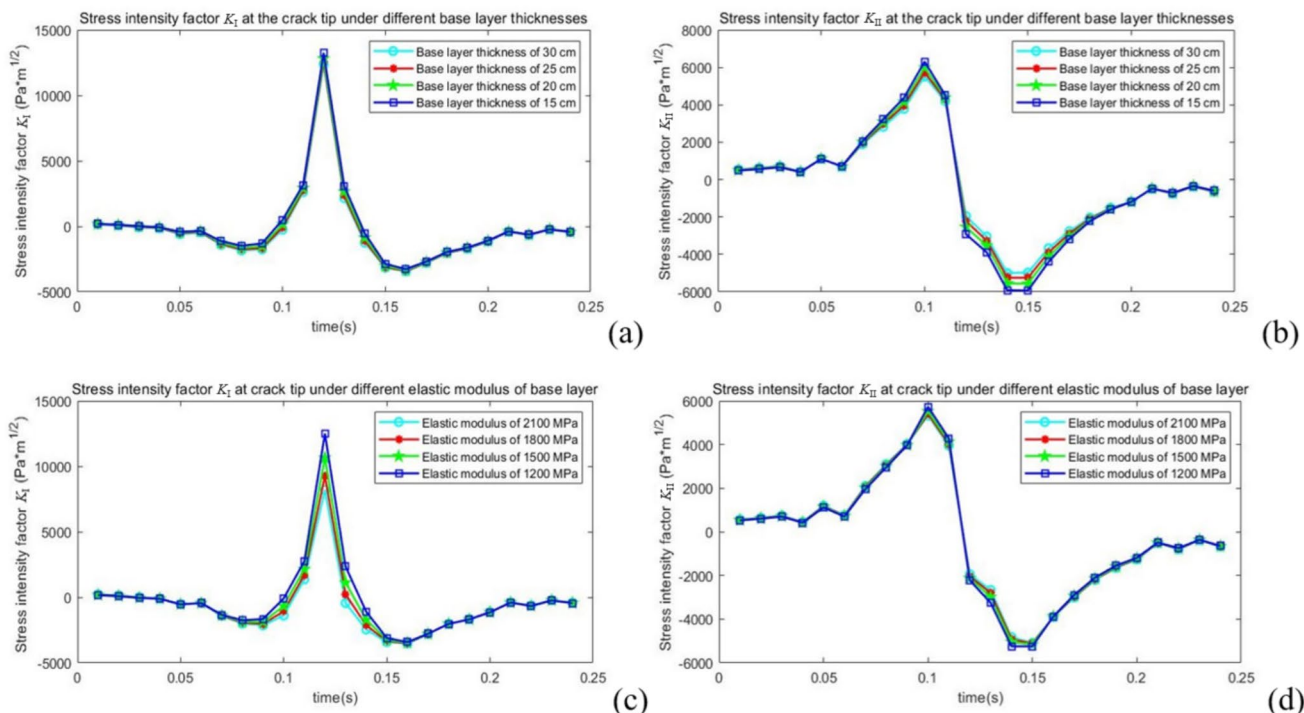 Stress intensity factor K_I at the crack tip under different base layer thicknesses
15000
10000
5000
0
-5000
Stress intensity factor K_I (Pa*m^1/2)
Base layer thickness of 30 cm
Base layer thickness of 25 cm
Base layer thickness of 20 cm
Base layer thickness of 15 cm
0 0.05 0.1 0.15 0.2 0.25
time(s)
(a)
Stress intensity factor K_II at the crack tip under different base layer thicknesses
8000
6000
4000
2000
0
-2000
-4000
-6000
Stress intensity factor K_II (Pa*m^1/2)
Base layer thickness of 30 cm
Base layer thickness of 25 cm
Base layer thickness of 20 cm
Base layer thickness of 15 cm
0 0.05 0.1 0.15 0.2 0.25
time(s)
(b)
Stress intensity factor K_I at crack tip under different elastic modulus of base layer
15000
10000
5000
0
-5000
Stress intensity factor K_I (Pa*m^1/2)
Elastic modulus of 2100 MPa
Elastic modulus of 1800 MPa
Elastic modulus of 1500 MPa
Elastic modulus of 1200 MPa
0 0.05 0.1 0.15 0.2 0.25
time(s)
(c)
Stress intensity factor K_II at crack tip under different elastic modulus of base layer
6000
4000
2000
0
-2000
-4000
-6000
Stress intensity factor K_II (Pa*m^1/2)
Elastic modulus of 2100 MPa
Elastic modulus of 1800 MPa
Elastic modulus of 1500 MPa
Elastic modulus of 1200 MPa
0 0.05 0.1 0.15 0.2 0.25
time(s)
(d)